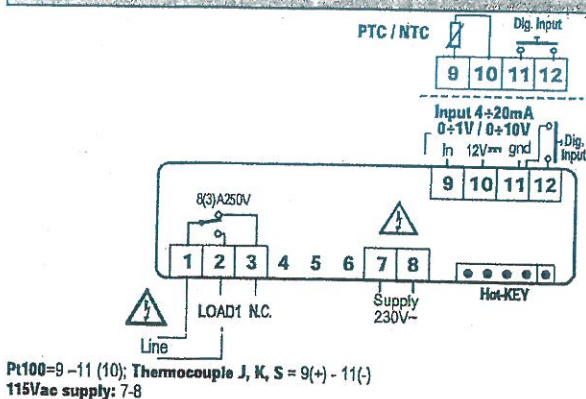 PTC / NTC
Dig. Input
9 10 11 12
Input 4÷20mA
0÷1V / 0÷10V
In 12V⎓ gnd
Dig. Input
9 10 11 12
8(3)A250V
1 2 3 4 5 6 7 8
Hot-KEY
Supply
230V~
LOAD1 N.C.
Line
Pt100=9 –11 (10); Thermocouple J, K, S = 9(+) - 11(-)
115Vac supply: 7-8